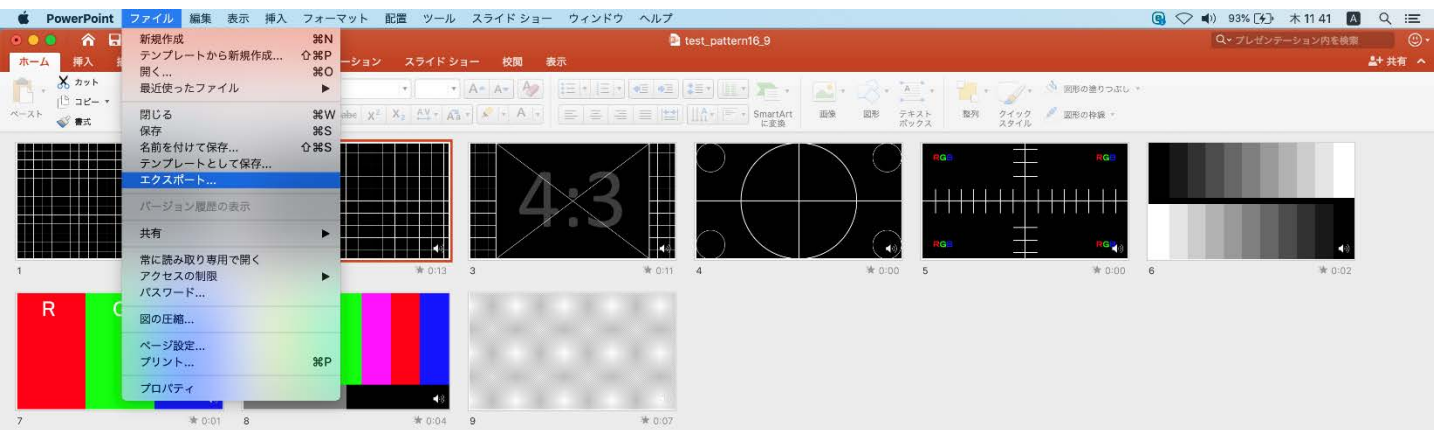 PowerPoint ファイル 編集 表示 挿入 フォーマット 配置 ツール スライド ショー ウィンドウ ヘルプ 93% 木 11 41 A
test_pattern16_9
プレゼンテーション内を検索
ホーム 挿入 ーション スライド ショー 校閲 表示 共有
新規作成 ⌘N
テンプレートから新規作成... ⇧⌘P
開く... ⌘O
最近使ったファイル ▶
閉じる ⌘W
保存 ⌘S
名前を付けて保存... ⇧⌘S
テンプレートとして保存...
エクスポート...
バージョン履歴の表示
共有 ▶
常に読み取り専用で開く
アクセスの制限 ▶
パスワード...
図の圧縮...
ページ設定...
プリント... ⌘P
プロパティ
ペースト
カット
コピー
書式
abc X² X₂ AV Aa A
A A
SmartArt
に変換
画像
図形
テキスト
ボックス
整列
クイック
スタイル
図形の塗りつぶし
図形の枠線
4:3
RGB RGB
RGB RG
1 0:13 3 0:11 4 0:00 5 0:00 6 0:02
R
7 0:01 8 0:04 9 0:07